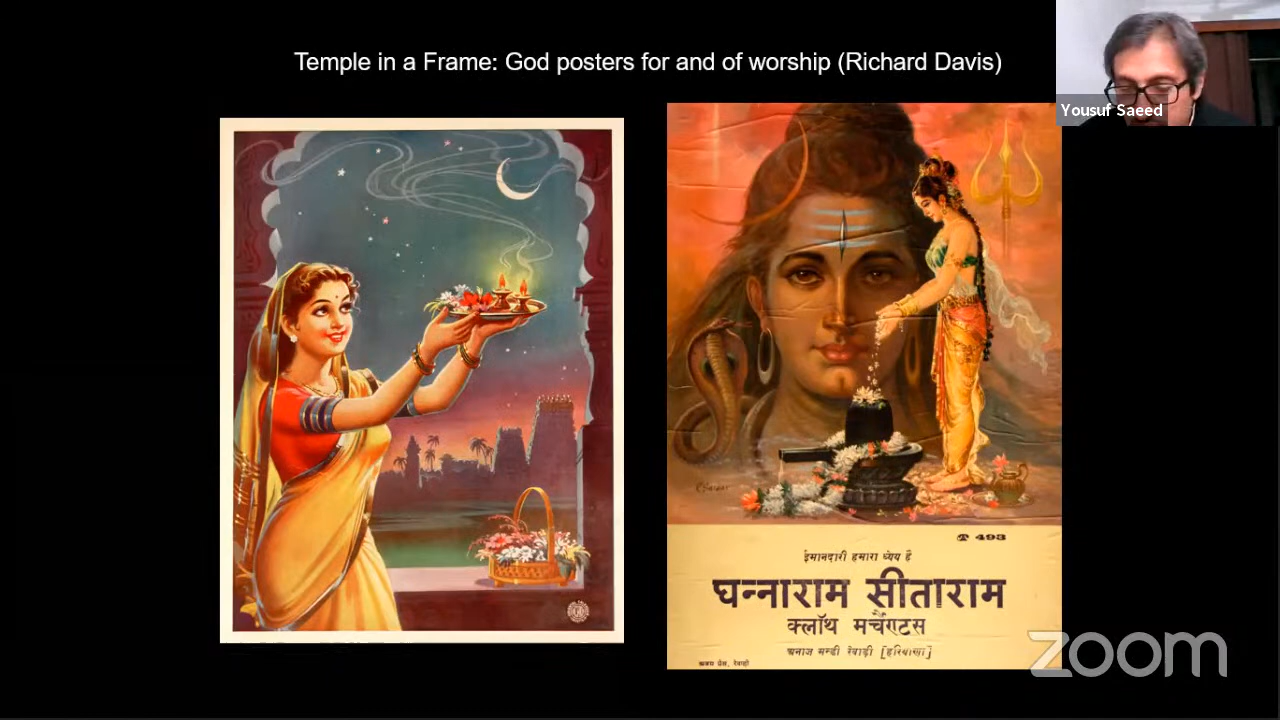 Temple in a Frame: God posters for and of worship (Richard Davis)
Yousuf Saeed
☎ 493
ईमानदारी हमारा ध्येय है
घन्नाराम सीताराम
क्लॉथ मर्चैण्टस
अनाज मन्डी रेवाड़ी [हरियाणा]
zoom